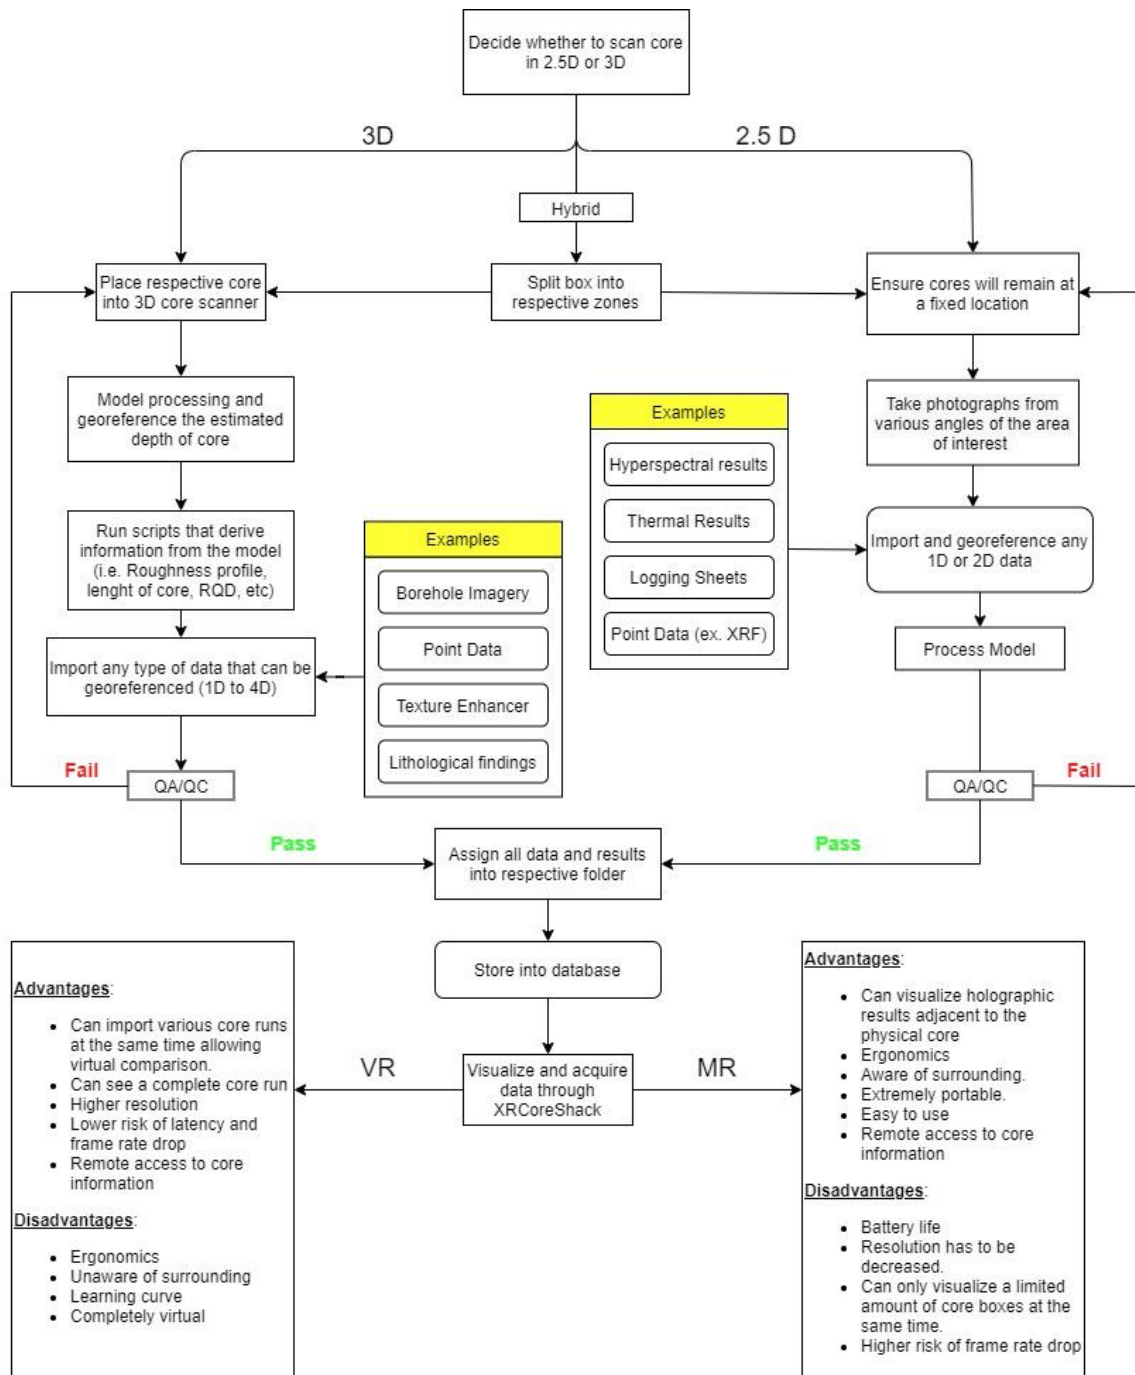 Decide whether to scan core
in 2.5D or 3D
3D
2.5 D
Hybrid
Place respective core
into 3D core scanner
Split box into
respective zones
Ensure cores will remain at
a fixed location
Model processing and
georeference the estimated
depth of core
Take photographs from
various angles of the area
of interest
Run scripts that derive
information from the model
(i.e. Roughness profile,
lenght of core, RQD, etc)
Examples
Hyperspectral results
Thermal Results
Logging Sheets
Point Data (ex. XRF)
Import and georeference any
1D or 2D data
Examples
Borehole Imagery
Point Data
Texture Enhancer
Lithological findings
Import any type of data that can be
georeferenced (1D to 4D)
Process Model
Fail
QA/QC
QA/QC
Fail
Pass
Assign all data and results
into respective folder
Pass
Store into database
VR
Visualize and acquire
data through
XRCoreShack
MR
Advantages:
Can import various core runs
at the same time allowing
virtual comparison.
Can see a complete core run
Higher resolution
Lower risk of latency and
frame rate drop
Remote access to core
information
Disadvantages:
Ergonomics
Unaware of surrounding
Learning curve
Completely virtual
Advantages:
Can visualize holographic
results adjacent to the
physical core
Ergonomics
Aware of surrounding.
Extremely portable.
Easy to use
Remote access to core
information
Disadvantages:
Battery life
Resolution has to be
decreased.
Can only visualize a limited
amount of core boxes at the
same time.
Higher risk of frame rate drop